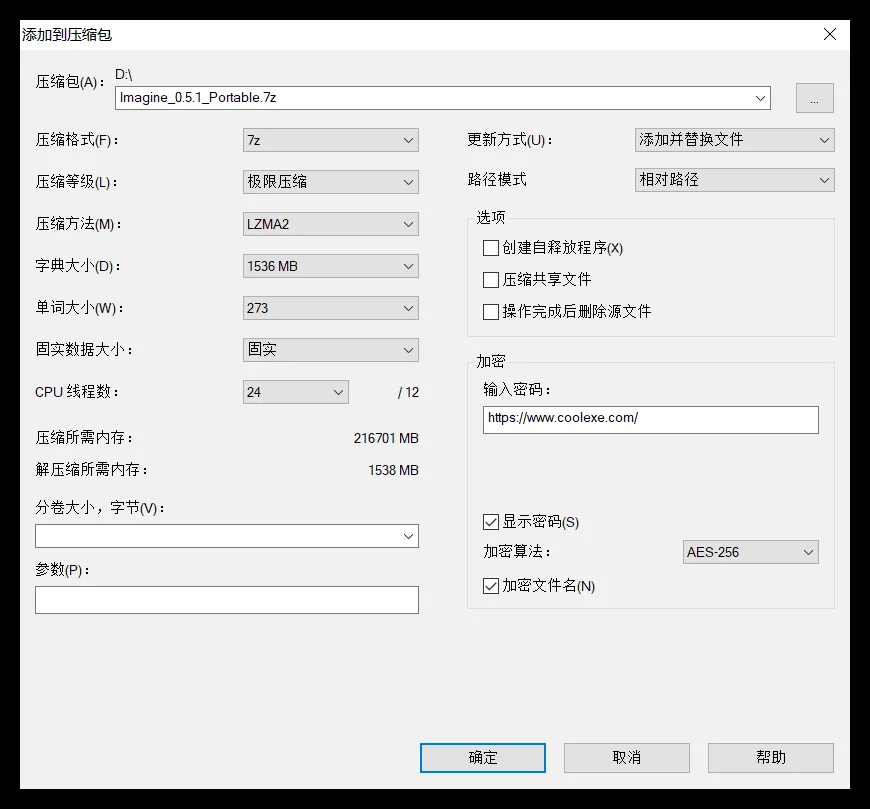 添加到压缩包
压缩包(A)： D:\
Imagine_0.5.1_Portable.7z ...
压缩格式(F)： 7z
压缩等级(L)： 极限压缩
压缩方法(M)： LZMA2
字典大小(D)： 1536 MB
单词大小(W)： 273
固实数据大小： 固实
CPU 线程数： 24 / 12
压缩所需内存： 216701 MB
解压缩所需内存： 1538 MB
分卷大小，字节(V)：
参数(P)：
更新方式(U)： 添加并替换文件
路径模式 相对路径
选项
创建自释放程序(X)
压缩共享文件
操作完成后删除源文件
加密
输入密码：
https://www.coolexe.com/
显示密码(S)
加密算法： AES-256
加密文件名(N)
确定 取消 帮助